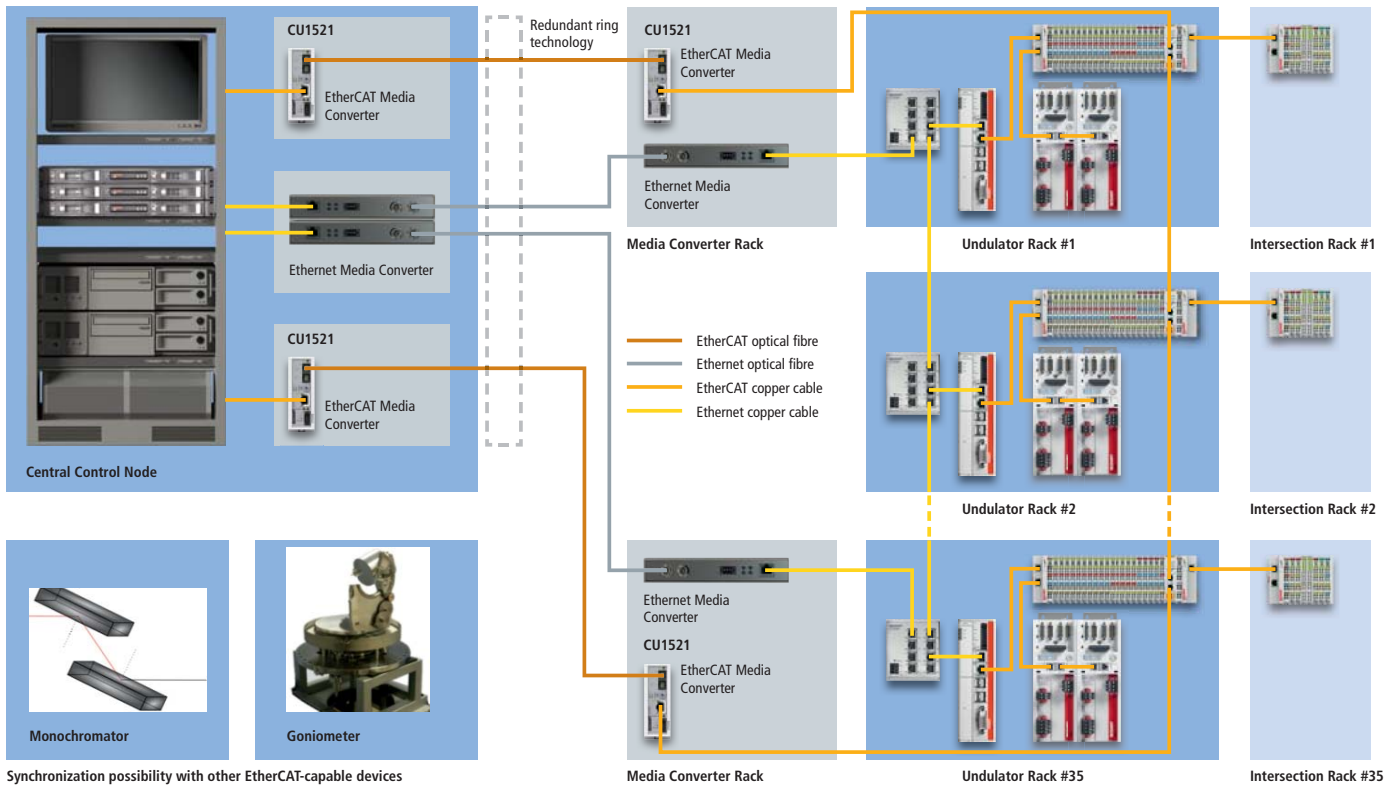 CU1521
EtherCAT Media
Converter
Ethernet Media Converter
CU1521
EtherCAT Media
Converter
Central Control Node
Redundant ring
technology
CU1521
EtherCAT Media
Converter
Ethernet Media
Converter
Media Converter Rack
Undulator Rack #1
Intersection Rack #1
EtherCAT optical fibre
Ethernet optical fibre
EtherCAT copper cable
Ethernet copper cable
Undulator Rack #2
Intersection Rack #2
Monochromator
Goniometer
Synchronization possibility with other EtherCAT-capable devices
Ethernet Media
Converter
CU1521
EtherCAT Media
Converter
Media Converter Rack
Undulator Rack #35
Intersection Rack #35